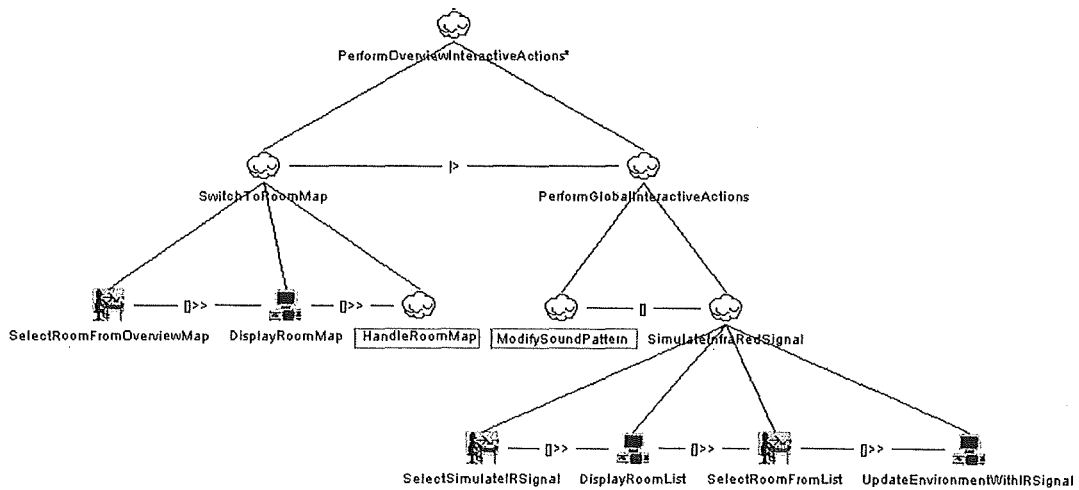 PerformOverviewInteractiveActions*
|>
SwitchToRoomMap
PerformGlobalInteractiveActions
[]>> []>> []
SelectRoomFromOverviewMap DisplayRoomMap HandleRoomMap ModifySoundPattern SimulateInfraRedSignal
[]>> []>> []>>
SelectSimulateIRSignal DisplayRoomList SelectRoomFromList UpdateEnvironmentWithIRSignal